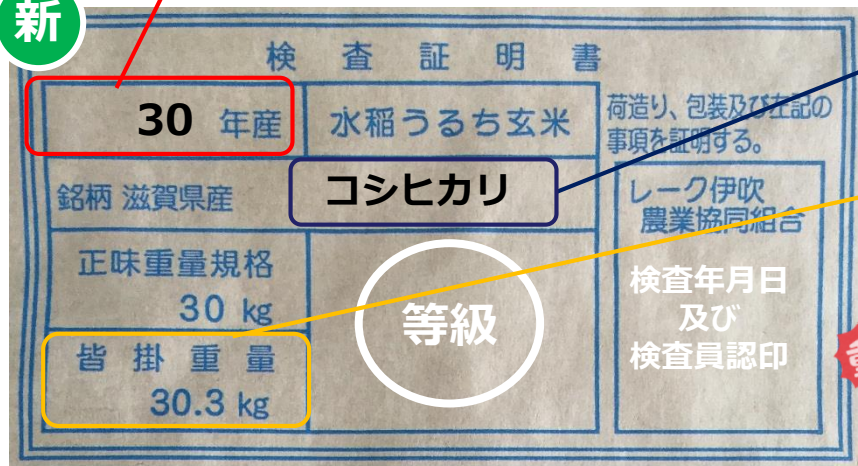 新
検査証明書
30 年産
水稲うるち玄米
荷造り、包装及び左記の
事項を証明する。
銘柄 滋賀県産
コシヒカリ
レーク伊吹
農業協同組合
正味重量規格
30 kg
等級
検査年月日
及び
検査員認印
皆掛重量
30.3 kg